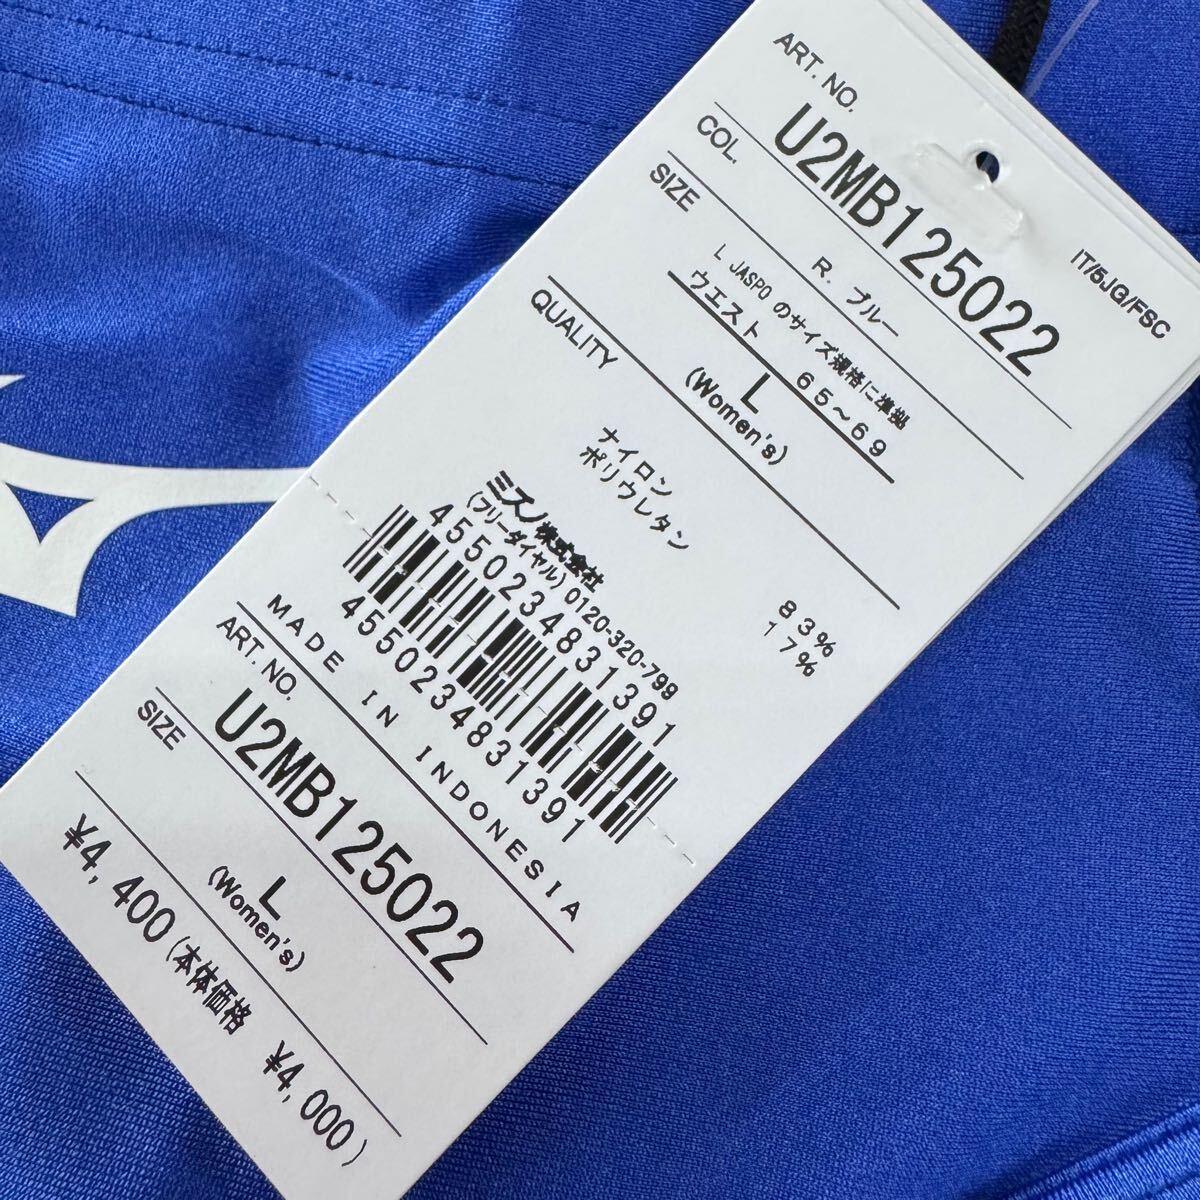 IT/5JG/FSC
ART. NO.
U2MB125022
COL.
R. ブルー
SIZE
L JASPO のサイズ規格に準拠
ウエスト 65～69
L
(Women's)
QUALITY
ナイロン 83%
ポリウレタン 17%
ミズノ株式会社
(フリーダイヤル) 0120-320-799
4550234831391
4550234831391
MADE IN INDONESIA
ART. NO.
U2MB125022
SIZE
L
(Women's)
¥4,400(本体価格 ¥4,000)